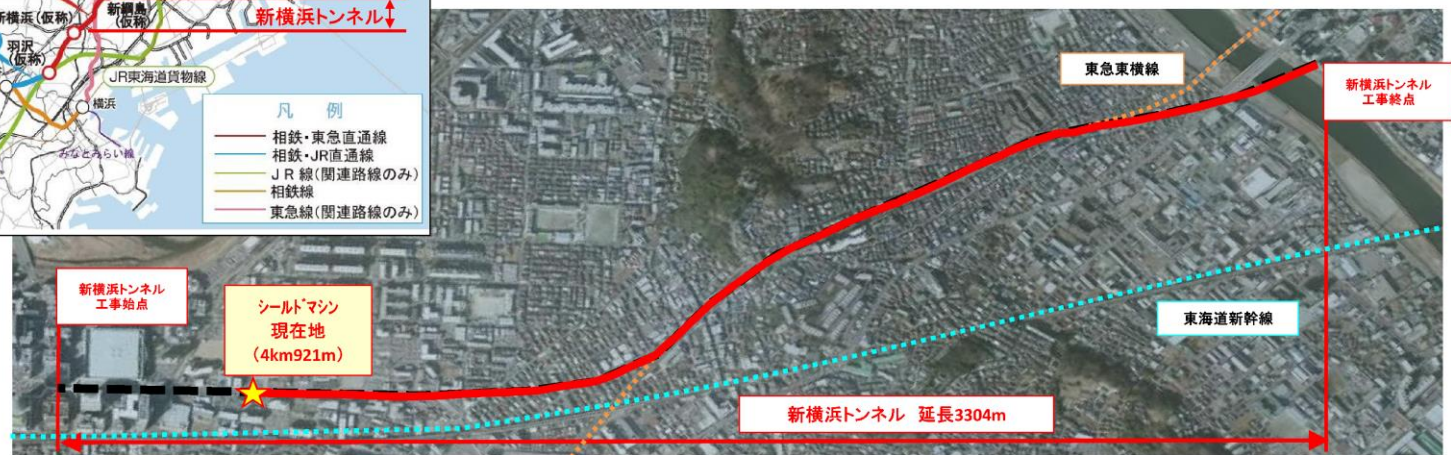 新横浜(仮称)
新綱島
(仮称)
新横浜トンネル
羽沢
(仮称)
JR東海道貨物線
横浜
みなとみらい線
凡 例
相鉄・東急直通線
相鉄・JR直通線
JR線(関連路線のみ)
相鉄線
東急線(関連路線のみ)
東急東横線
新横浜トンネル
工事終点
新横浜トンネル
工事始点
シールドマシン
現在地
(4km921m)
東海道新幹線
新横浜トンネル 延長3304m